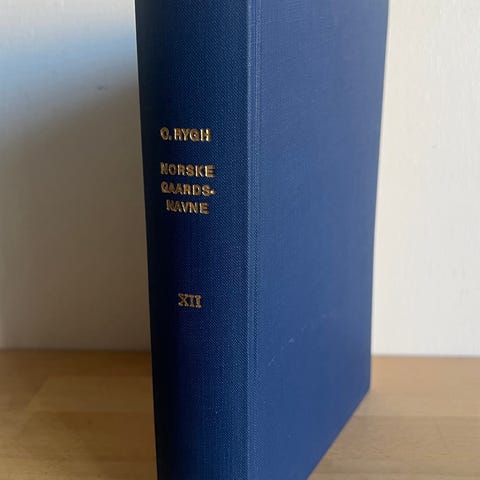 O. RYGH
NORSKE
GAARDS-
NAVNE
XII